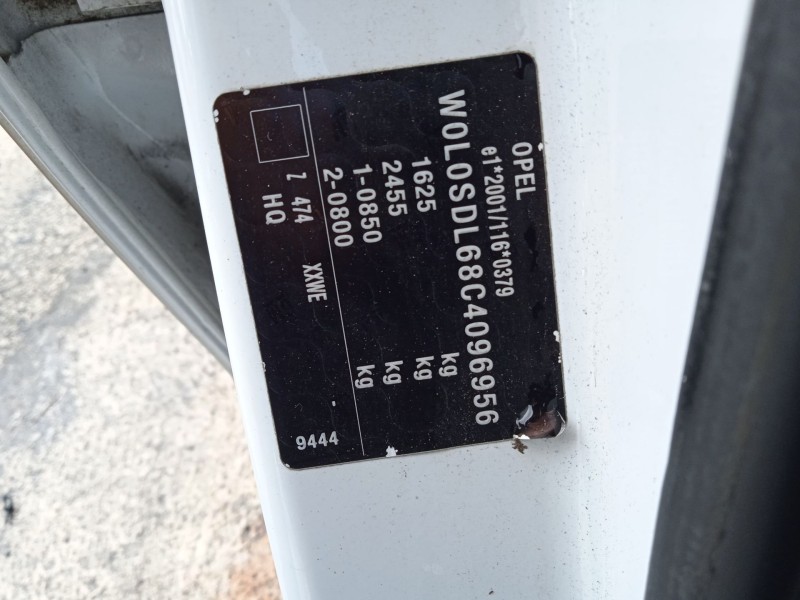 OPEL
e1*2001/116*0379
W0L0SDL68C4096956
1625 kg
2455 kg
1-0850 kg
2-0800 kg
Z 474 XXWE 9444
HQ